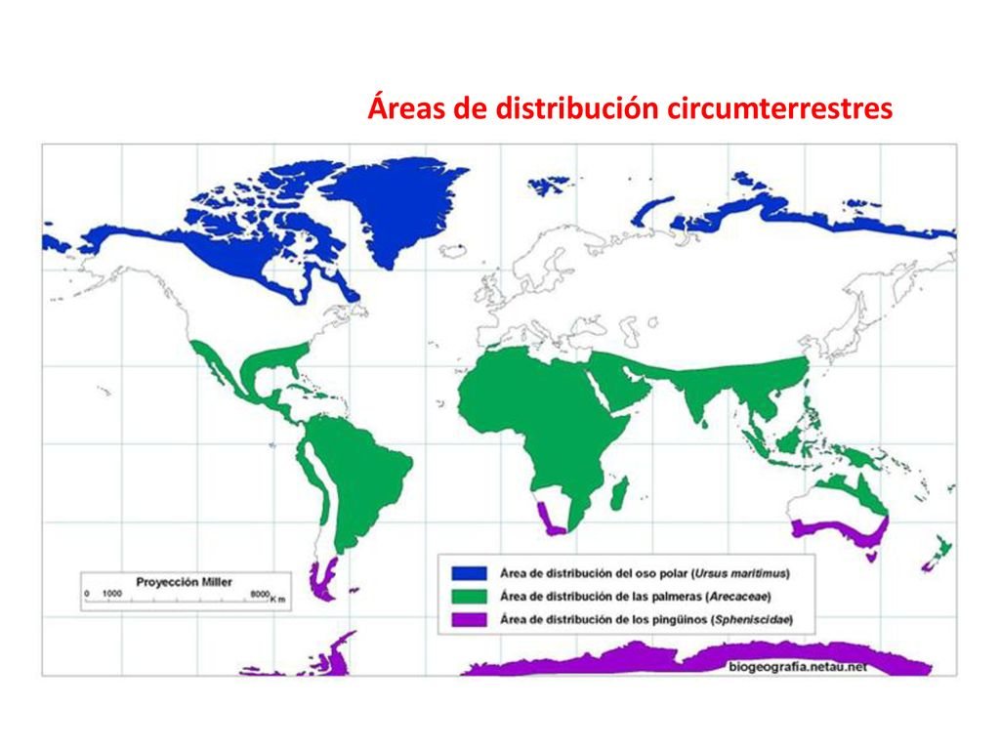 Áreas de distribución circumterrestres
Proyección Miller
0 1000 8000 Km
Área de distribución del oso polar (Ursus maritimus)
Área de distribución de las palmeras (Arecaceae)
Área de distribución de los pingüinos (Spheniscidae)
biogeografia.netau.net